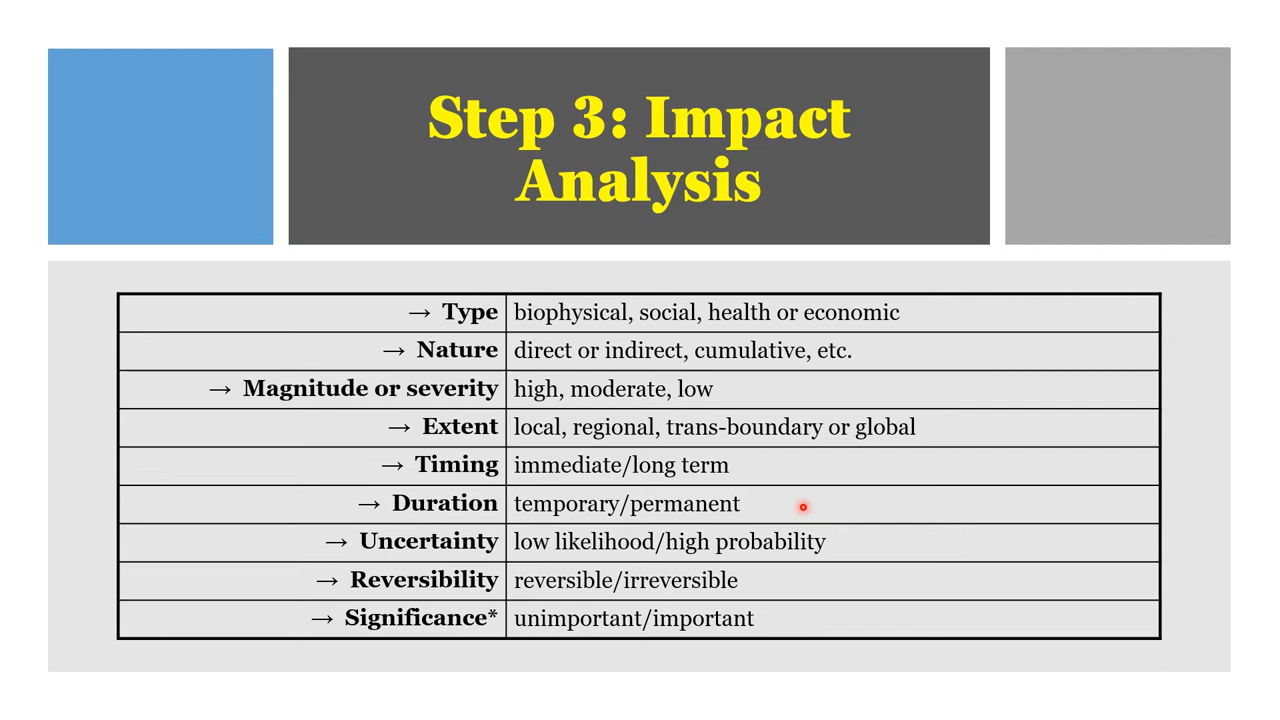 Step 3: Impact
Analysis
→ Type biophysical, social, health or economic
→ Nature direct or indirect, cumulative, etc.
→ Magnitude or severity high, moderate, low
→ Extent local, regional, trans-boundary or global
→ Timing immediate/long term
→ Duration temporary/permanent
→ Uncertainty low likelihood/high probability
→ Reversibility reversible/irreversible
→ Significance* unimportant/important